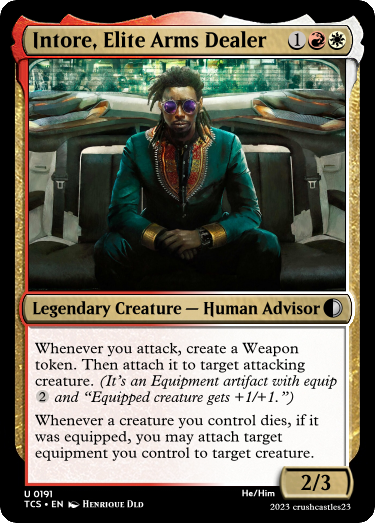 Intore, Elite Arms Dealer 1
Legendary Creature — Human Advisor
Whenever you attack, create a Weapon
token. Then attach it to target attacking
creature. (It's an Equipment artifact with equip
2 and "Equipped creature gets +1/+1.")
Whenever a creature you control dies, if it
was equipped, you may attach target
equipment you control to target creature.
2/3
U 0191 He/Him
TCS • EN Henrique Dld 2023 crushcastles23